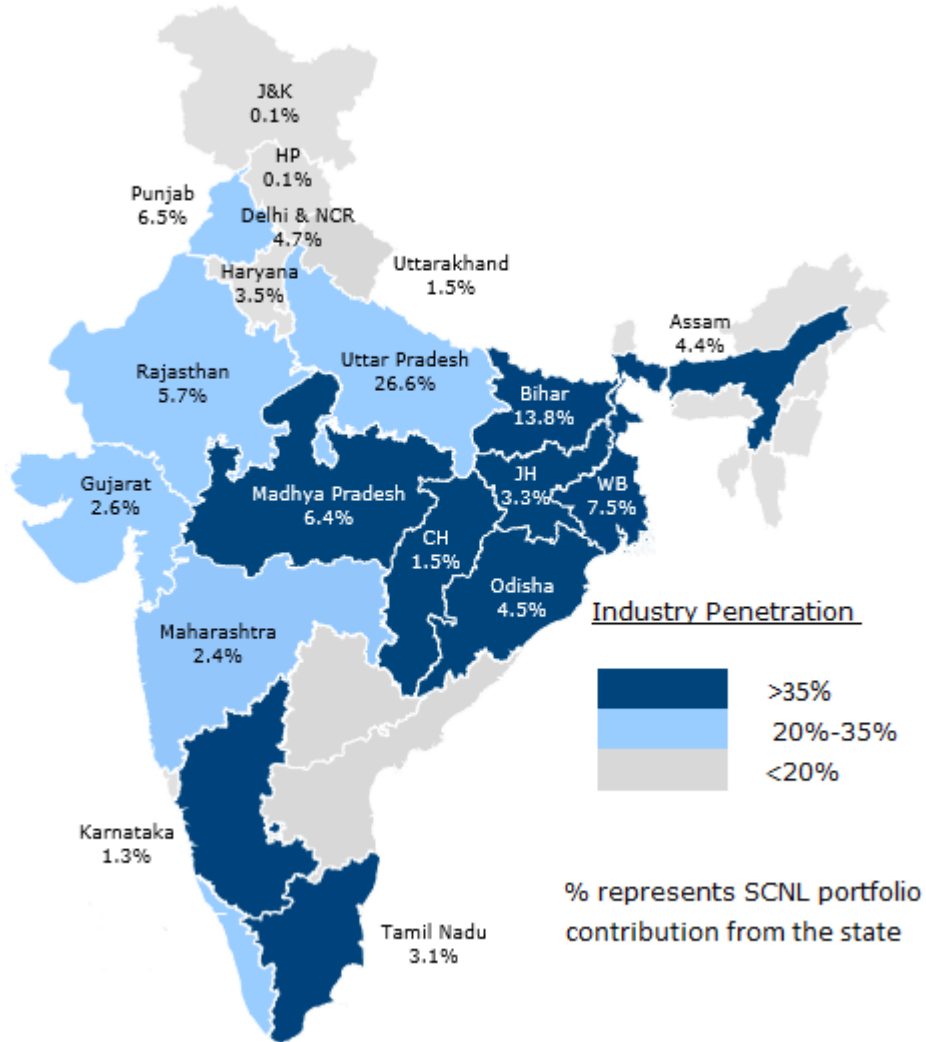 J&K
0.1%
HP
0.1%
Punjab
6.5%
Delhi & NCR
4.7%
Uttarakhand
1.5%
Haryana
3.5%
Assam
4.4%
Rajasthan
5.7%
Uttar Pradesh
26.6%
Bihar
13.8%
Gujarat
2.6%
Madhya Pradesh
6.4%
JH
3.3%
WB
7.5%
CH
1.5%
Odisha
4.5%
Maharashtra
2.4%
Industry Penetration
>35%
20%-35%
<20%
Karnataka
1.3%
Tamil Nadu
3.1%
% represents SCNL portfolio
contribution from the state